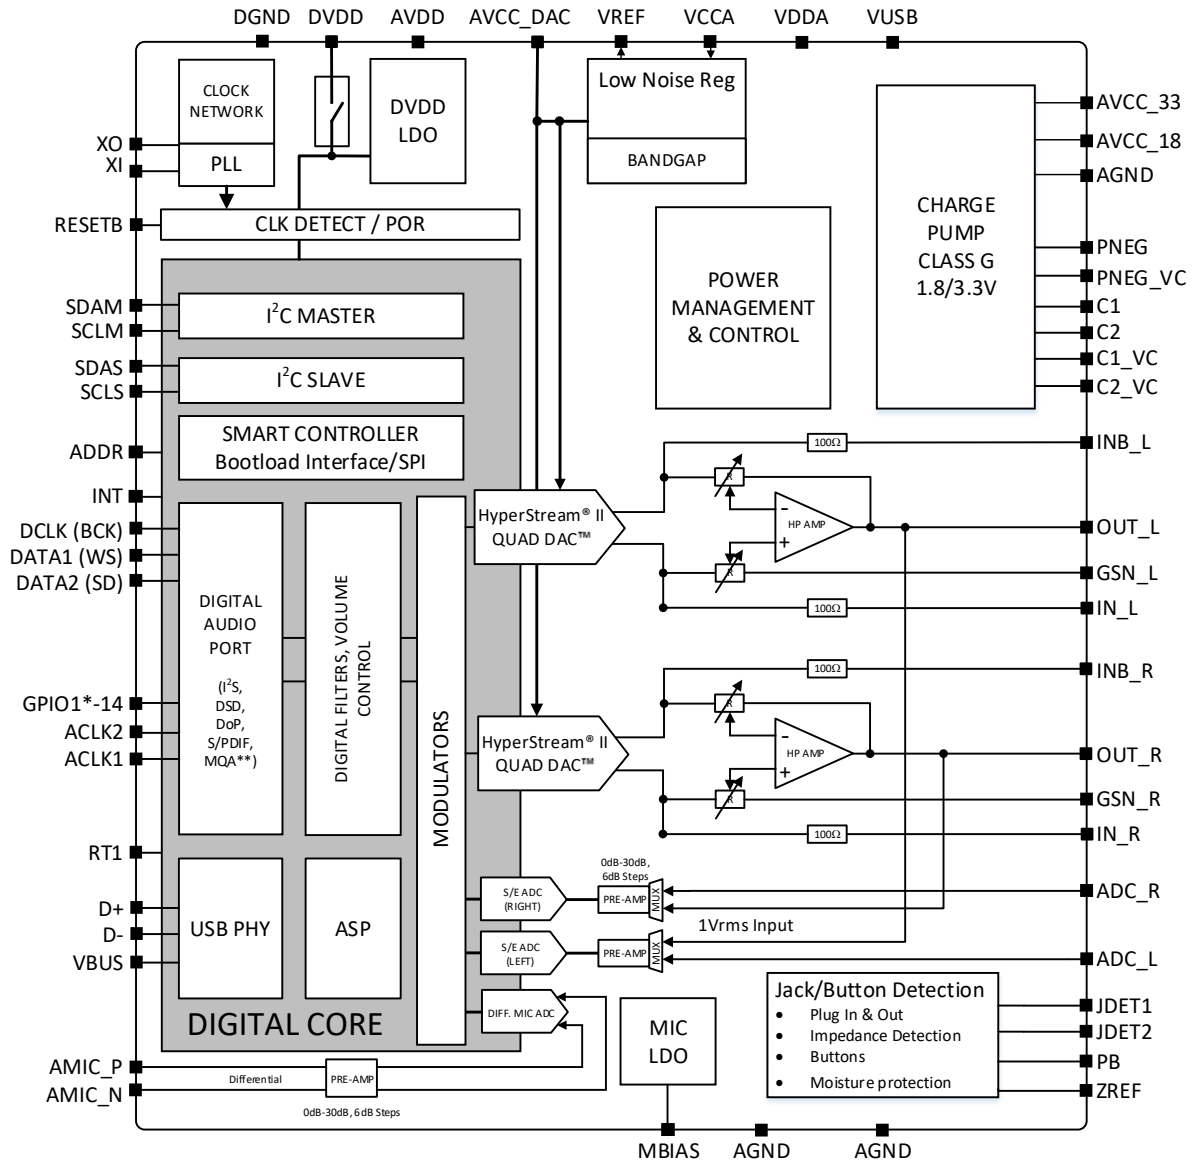 DGND
DVDD
AVDD
AVCC_DAC
VREF
VCCA
VDDA
VUSB
CLOCK
NETWORK
PLL
DVDD
LDO
Low Noise Reg
BANDGAP
XO
XI
RESETB
CLK DETECT / POR
SDAM
SCLM
I²C MASTER
SDAS
SCLS
I²C SLAVE
ADDR
SMART CONTROLLER
Bootload Interface/SPI
INT
DCLK (BCK)
DATA1 (WS)
DATA2 (SD)
GPIO1*-14
ACLK2
ACLK1
RT1
D+
D-
VBUS
AMIC_P
AMIC_N
DIGITAL
AUDIO
PORT
(I²S,
DSD,
DoP,
S/PDIF,
MQA**)
DIGITAL FILTERS, VOLUME
CONTROL
MODULATORS
USB PHY
ASP
DIGITAL CORE
Differential
PRE-AMP
0dB-30dB, 6dB Steps
HyperStream® II
QUAD DAC™
HyperStream® II
QUAD DAC™
S/E ADC
(RIGHT)
S/E ADC
(LEFT)
DIFF. MIC ADC
0dB-30dB,
6dB Steps
PRE-AMP
MUX
1Vrms Input
PRE-AMP
MUX
POWER
MANAGEMENT
& CONTROL
CHARGE
PUMP
CLASS G
1.8/3.3V
AVCC_33
AVCC_18
AGND
PNEG
PNEG_VC
C1
C2
C1_VC
C2_VC
100Ω
INB_L
R
-
HP AMP
+
OUT_L
R
GSN_L
100Ω
IN_L
100Ω
INB_R
R
-
HP AMP
+
OUT_R
R
GSN_R
100Ω
IN_R
ADC_R
ADC_L
MIC
LDO
Jack/Button Detection
• Plug In & Out
• Impedance Detection
• Buttons
• Moisture protection
JDET1
JDET2
PB
ZREF
MBIAS
AGND
AGND